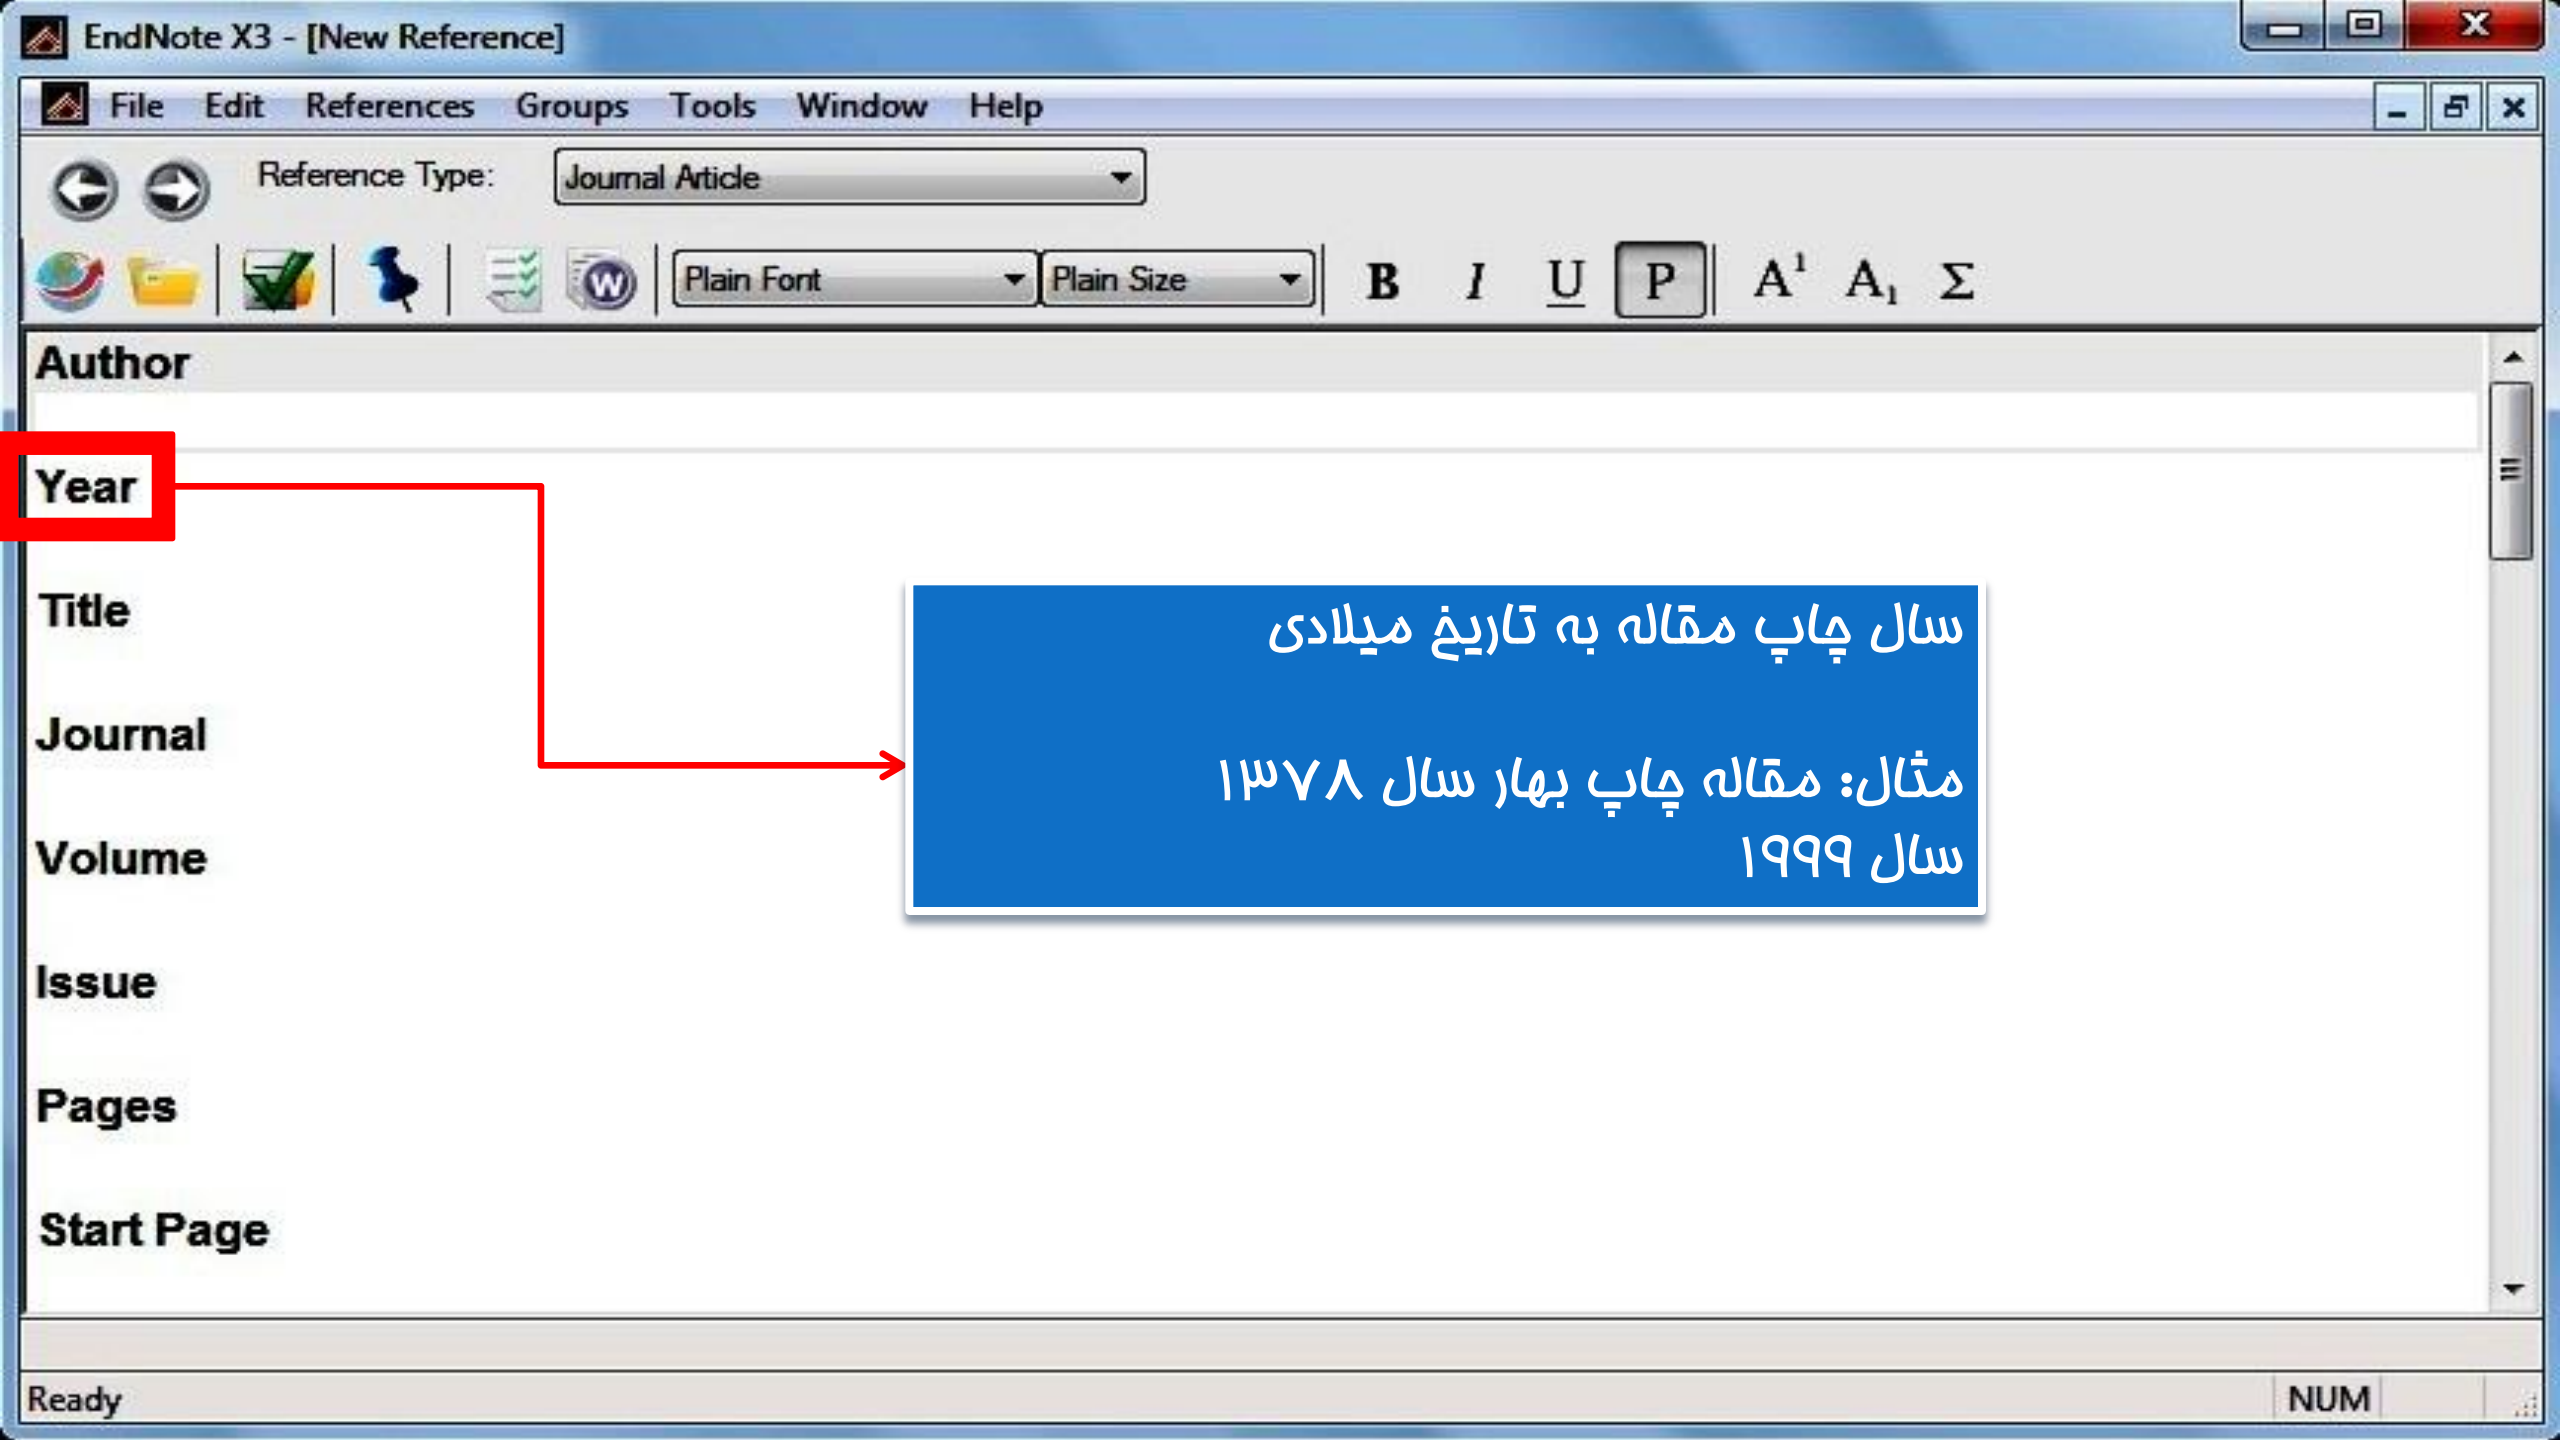 EndNote X3 - [New Reference]
File Edit References Groups Tools Window Help
Reference Type: Journal Article
Plain Font Plain Size B I U P A¹ A₁ Σ
Author
Year
Title
Journal
Volume
Issue
Pages
Start Page
سال چاپ مقاله به تاریخ میلادی
مثال: مقاله چاپ بهار سال ۱۳۷۸
سال ۱۹۹۹
Ready NUM